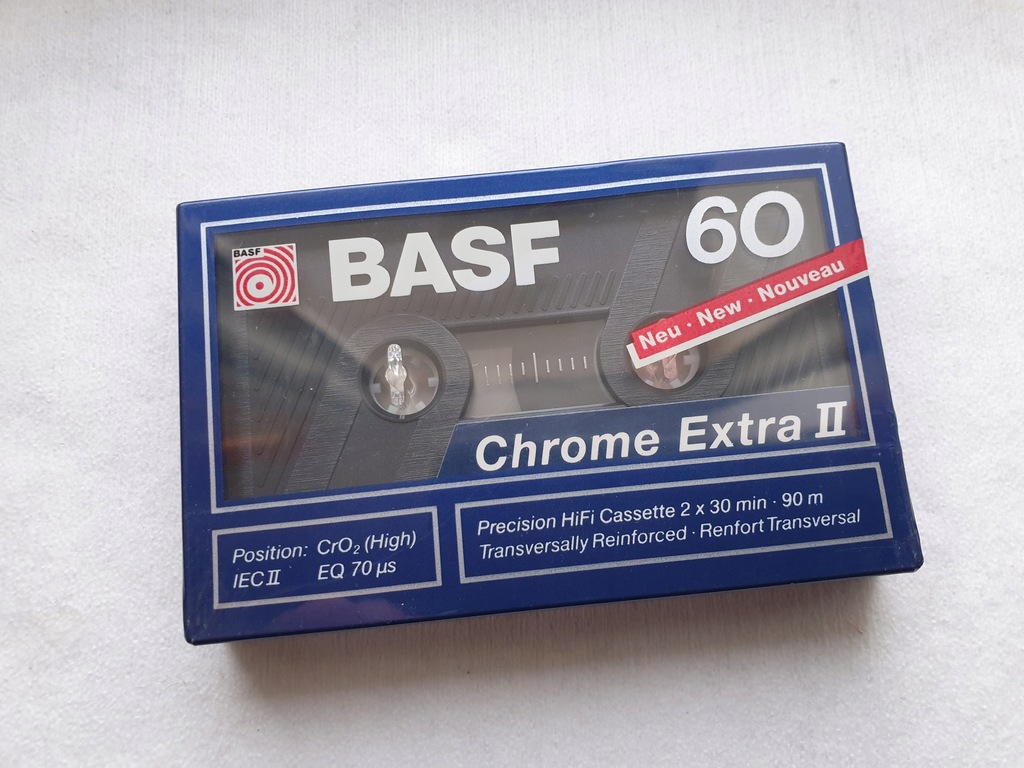 BASF
BASF
60
Neu · New · Nouveau
Chrome Extra II
Position: CrO₂ (High)
IEC II EQ 70 µs
Precision HiFi Cassette 2 x 30 min · 90 m
Transversally Reinforced · Renfort Transversal